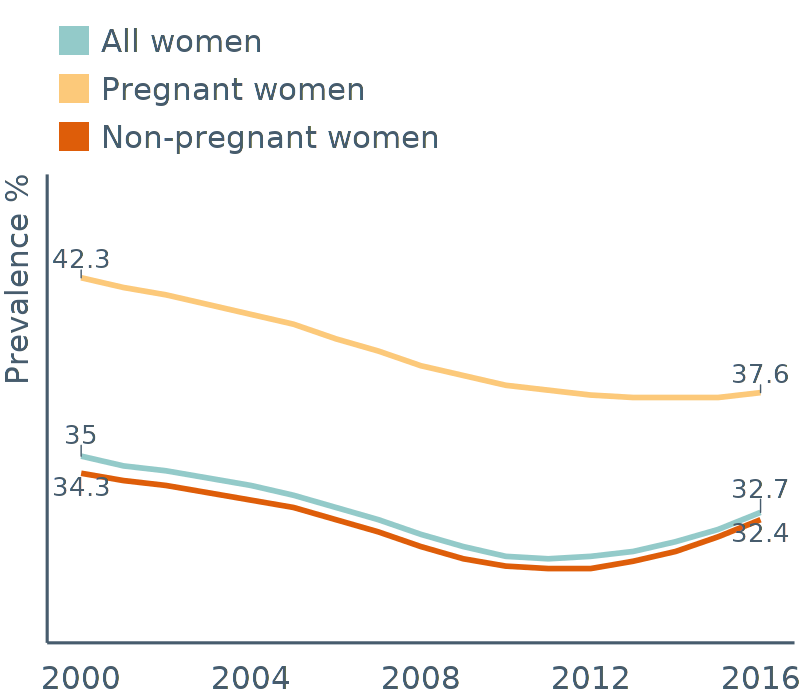 All women
Pregnant women
Non-pregnant women
Prevalence %
42.3
37.6
35
34.3
32.7
32.4
2000 2004 2008 2012 2016